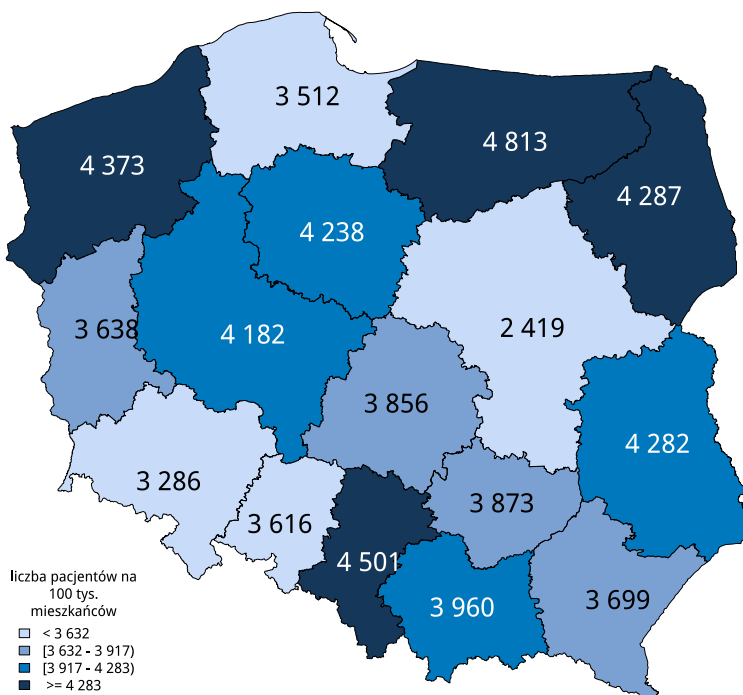 3 512
4 813
4 373
4 287
4 238
3 638
4 182
2 419
3 856
4 282
3 286
3 873
3 616
4 501
3 960
3 699
liczba pacjentów na
100 tys.
mieszkańców
< 3 632
[3 632 - 3 917)
[3 917 - 4 283)
>= 4 283